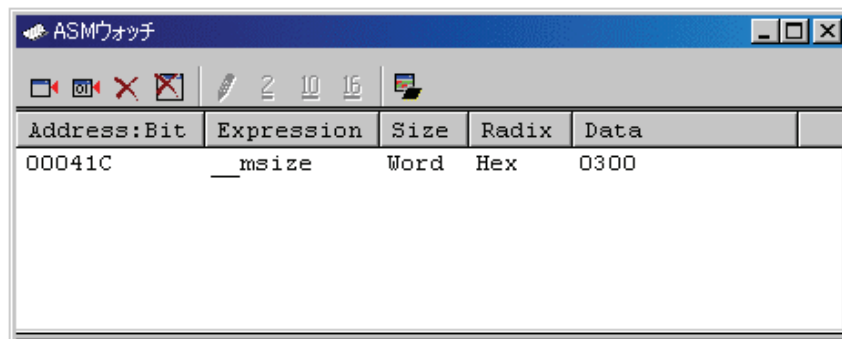 ASMウォッチ
2 10 16
Address:Bit Expression Size Radix Data
00041C __msize Word Hex 0300